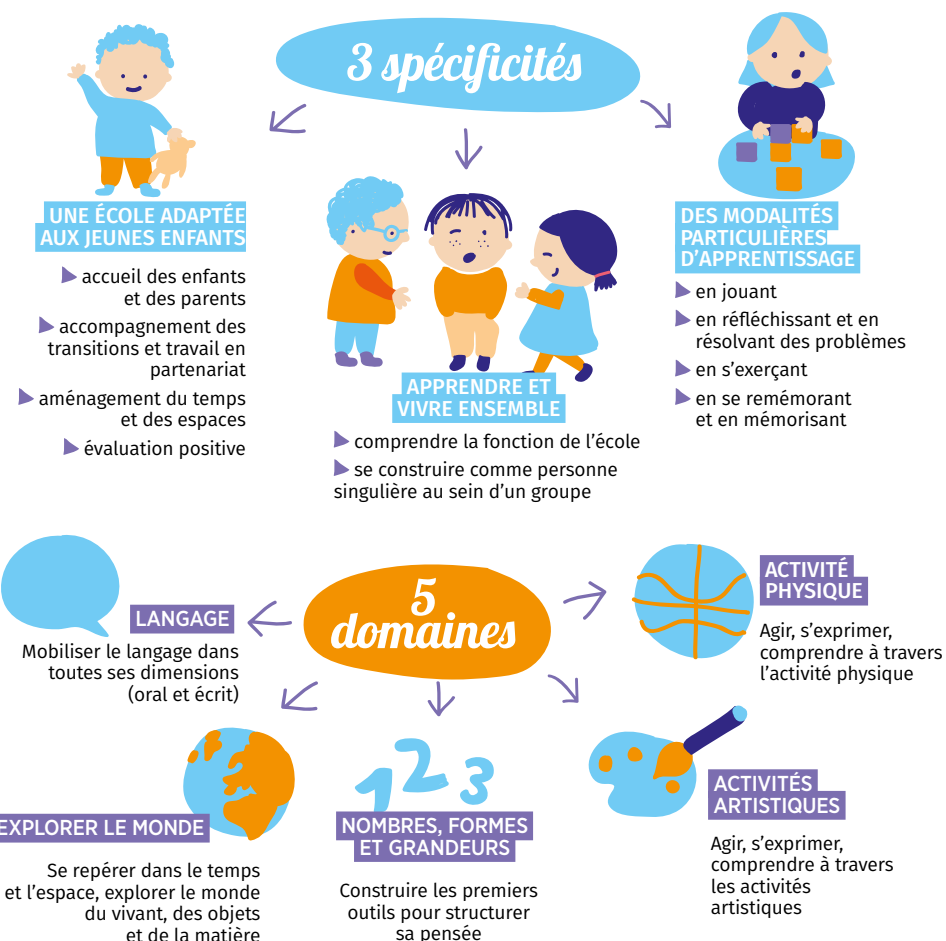 3 spécificités
UNE ÉCOLE ADAPTÉE
AUX JEUNES ENFANTS
▶ accueil des enfants
et des parents
▶ accompagnement des
transitions et travail en
partenariat
▶ aménagement du temps
et des espaces
▶ évaluation positive
APPRENDRE ET
VIVRE ENSEMBLE
▶ comprendre la fonction de l'école
▶ se construire comme personne
singulière au sein d'un groupe
DES MODALITÉS
PARTICULIÈRES
D'APPRENTISSAGE
▶ en jouant
▶ en réfléchissant et en
résolvant des problèmes
▶ en s'exerçant
▶ en se remémorant
et en mémorisant
5
domaines
LANGAGE
Mobiliser le langage dans
toutes ses dimensions
(oral et écrit)
ACTIVITÉ
PHYSIQUE
Agir, s'exprimer,
comprendre à travers
l'activité physique
EXPLORER LE MONDE
Se repérer dans le temps
et l'espace, explorer le monde
du vivant, des objets
et de la matière
1 2 3
NOMBRES, FORMES
ET GRANDEURS
Construire les premiers
outils pour structurer
sa pensée
ACTIVITÉS
ARTISTIQUES
Agir, s'exprimer,
comprendre à travers
les activités
artistiques